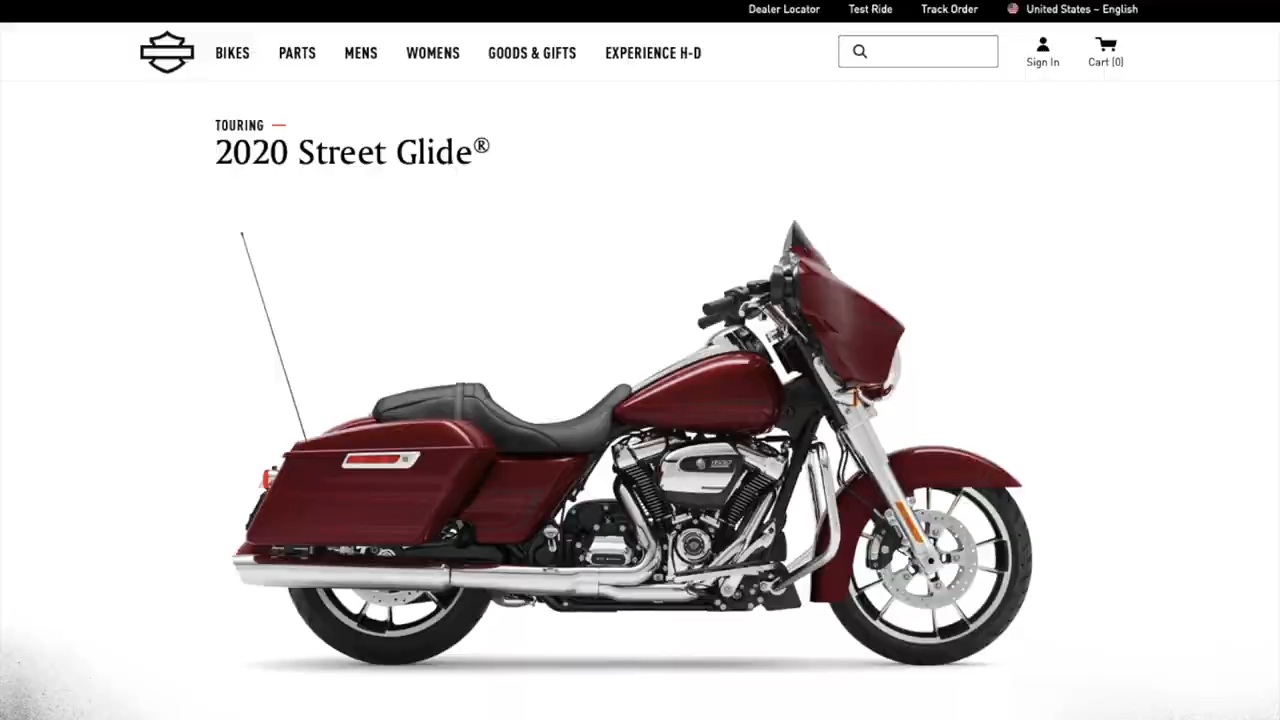 Dealer Locator Test Ride Track Order United States – English
BIKES PARTS MENS WOMENS GOODS & GIFTS EXPERIENCE H-D
Sign In Cart (0)
TOURING —
2020 Street Glide®